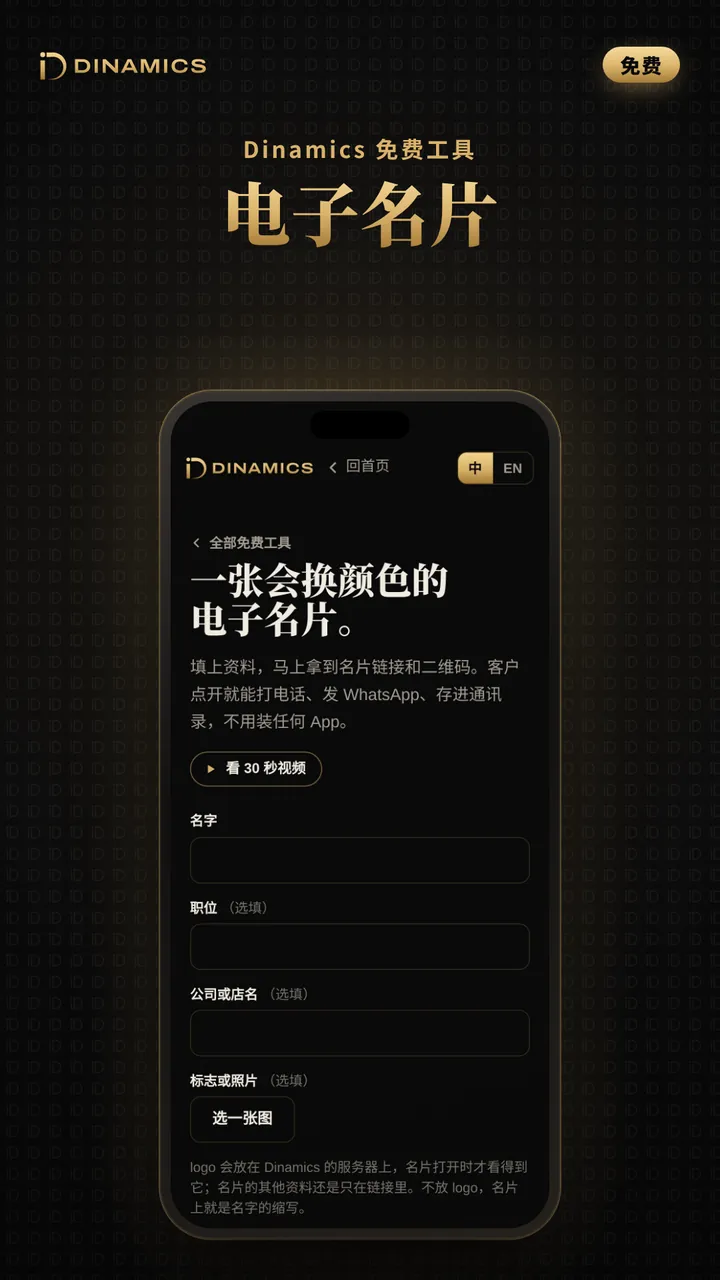 DINAMICS
免费
Dinamics 免费工具
电子名片
DINAMICS
回首页
中
EN
全部免费工具
一张会换颜色的
电子名片。
填上资料，马上拿到名片链接和二维码。客户
点开就能打电话、发 WhatsApp、存进通讯
录，不用装任何 App。
看 30 秒视频
名字
职位 （选填）
公司或店名 （选填）
标志或照片 （选填）
选一张图
logo 会放在 Dinamics 的服务器上，名片打开时才看得到
它；名片的其他资料还是只在链接里。不放 logo，名片
上就是名字的缩写。